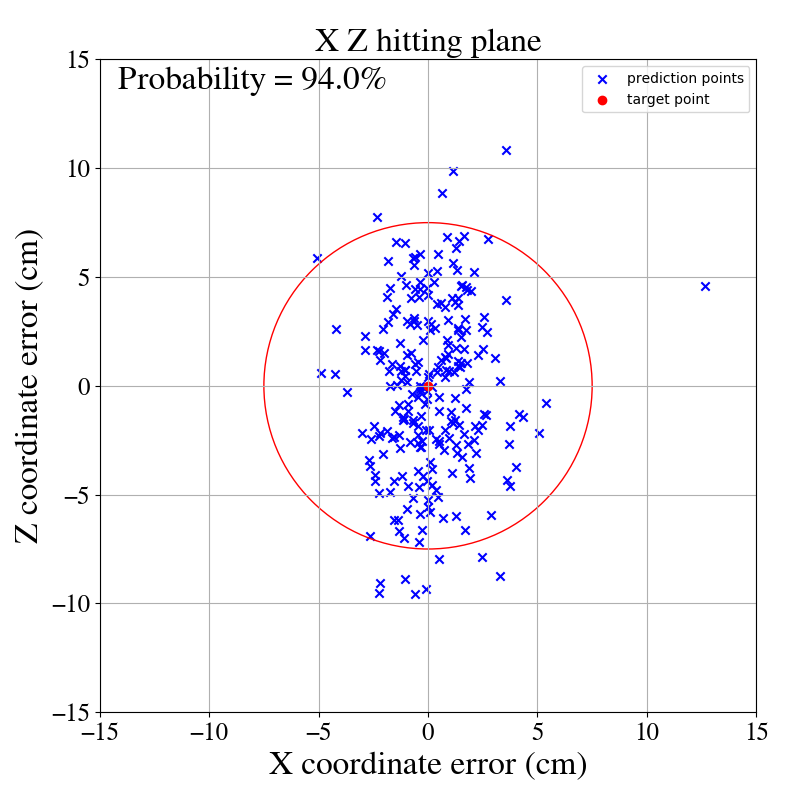 X Z hitting plane
Probability = 94.0%
prediction points
target point
15
10
5
0
−5
−10
−15
Z coordinate error (cm)
−15
−10
−5
0
5
10
15
X coordinate error (cm)